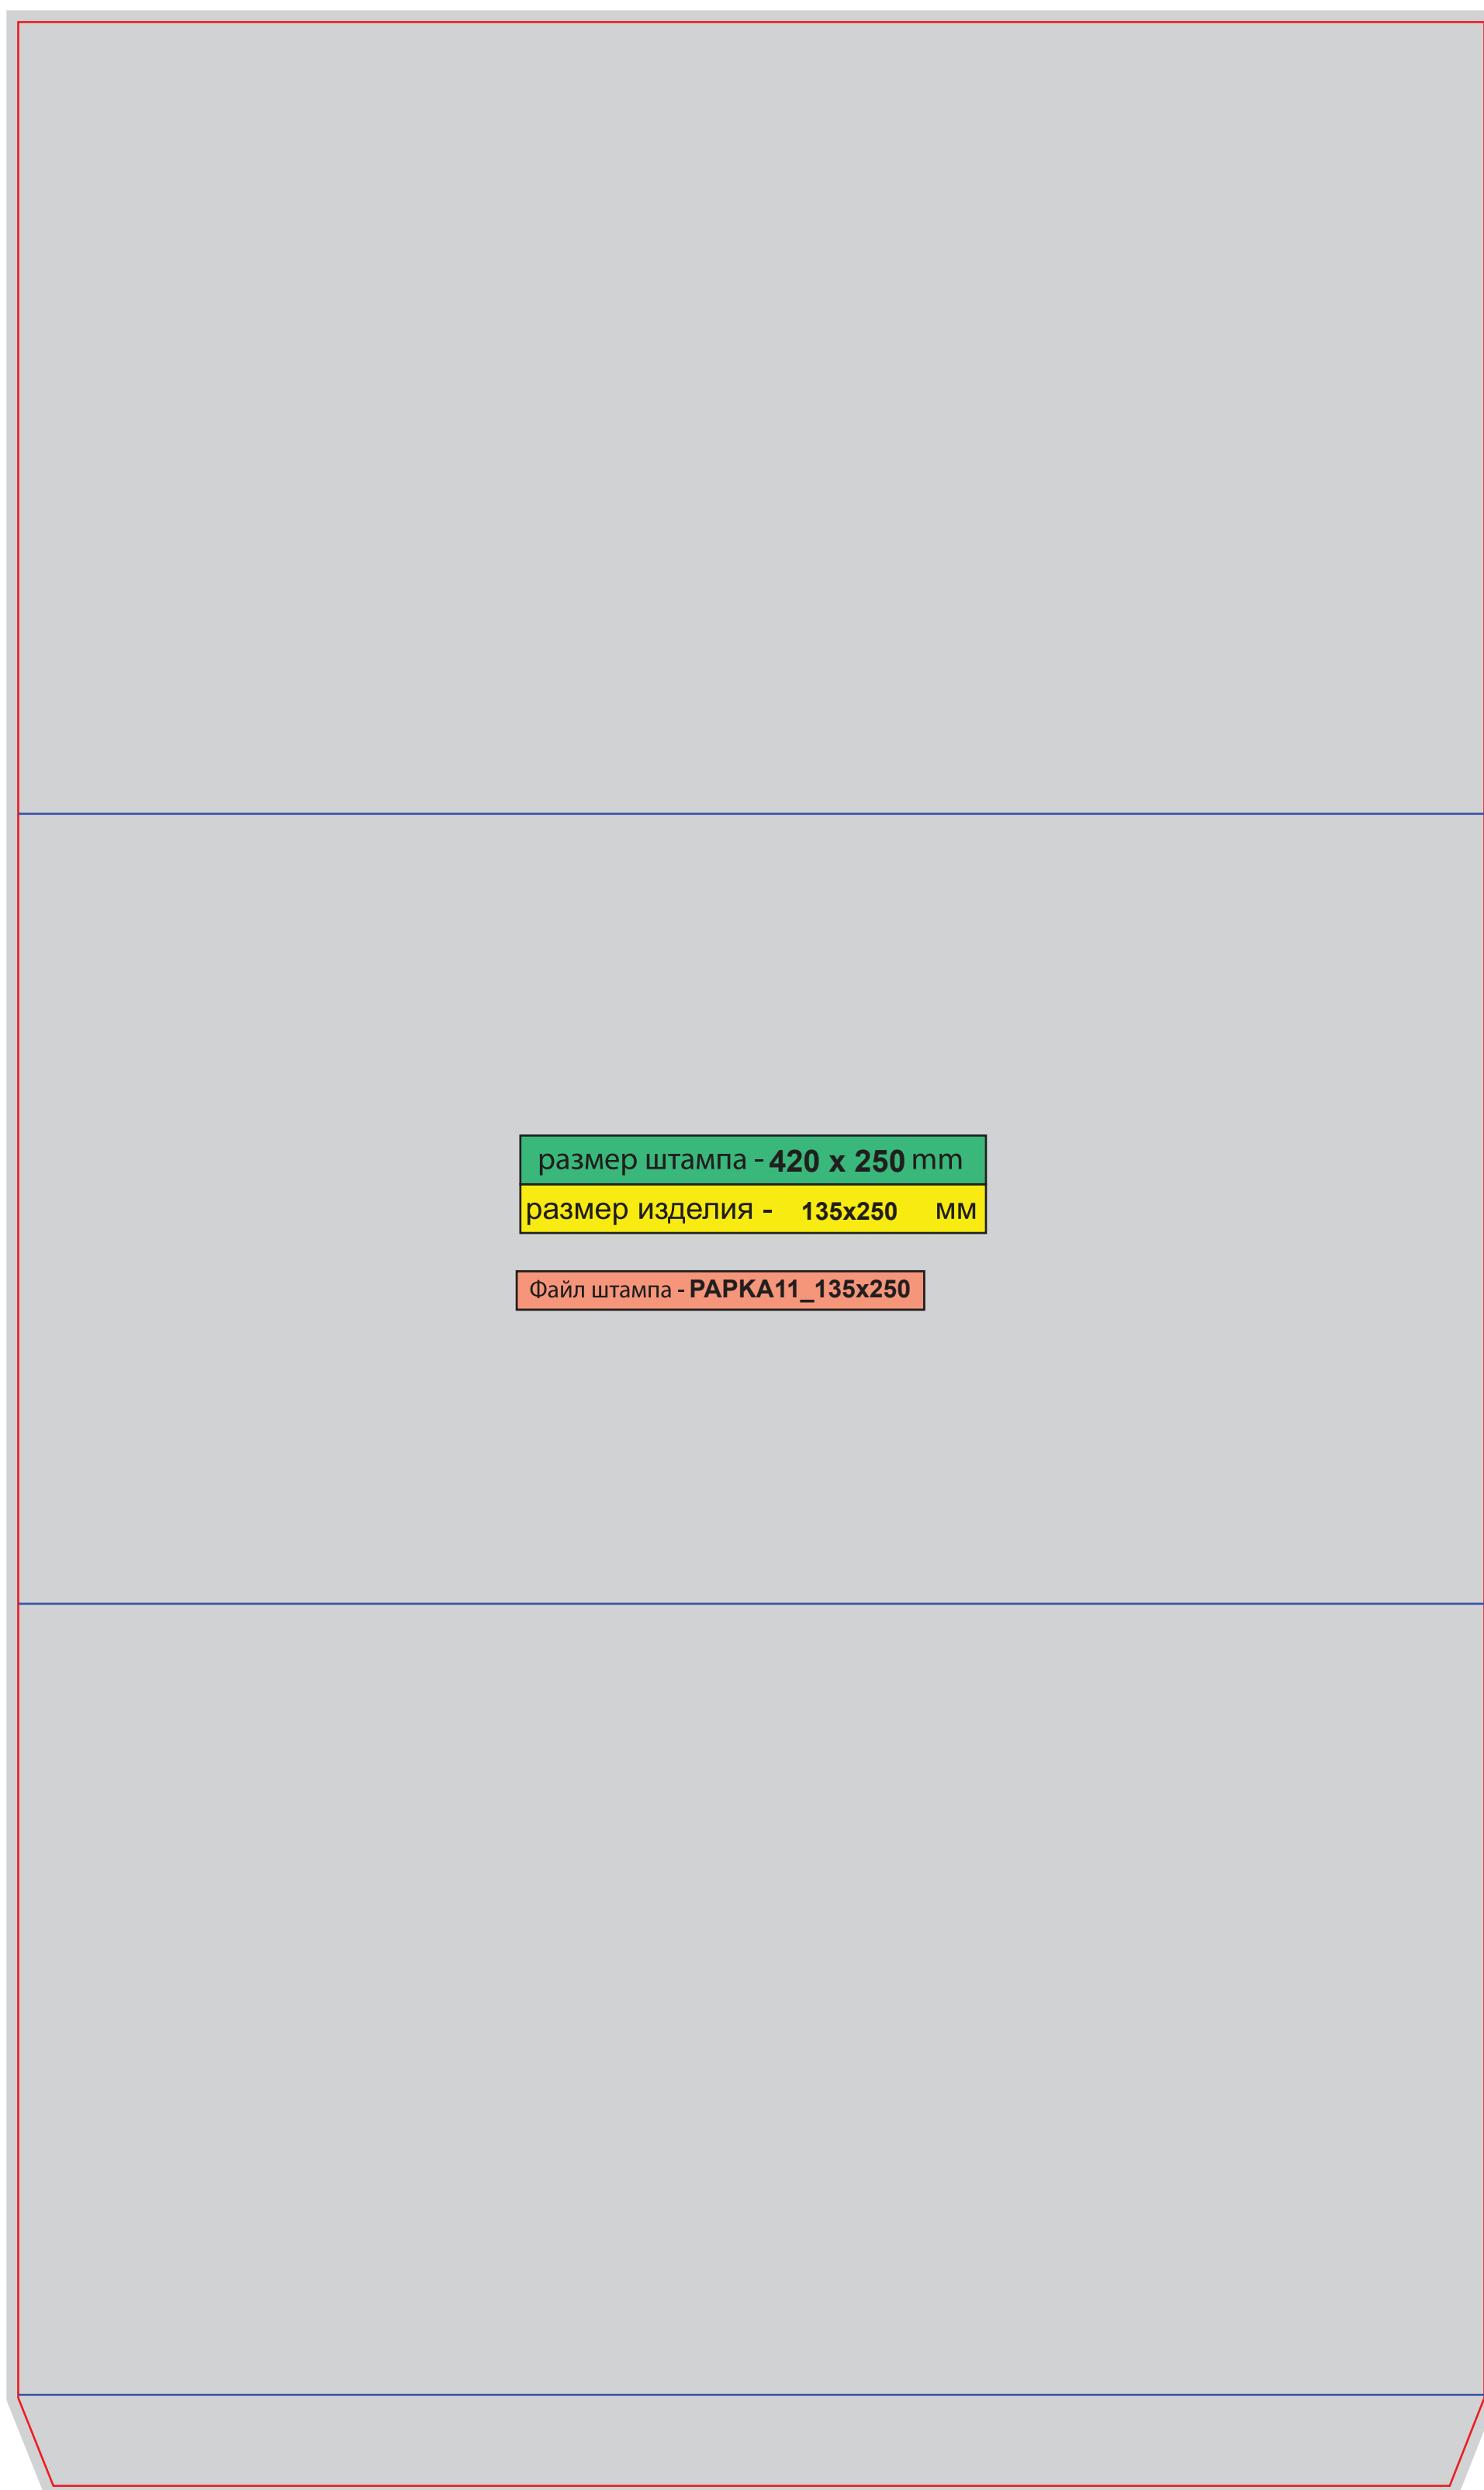 размер штампа - 420 x 250 mm
размер изделия - 135x250 мм
Файл штампа - PAPKA11_135x250